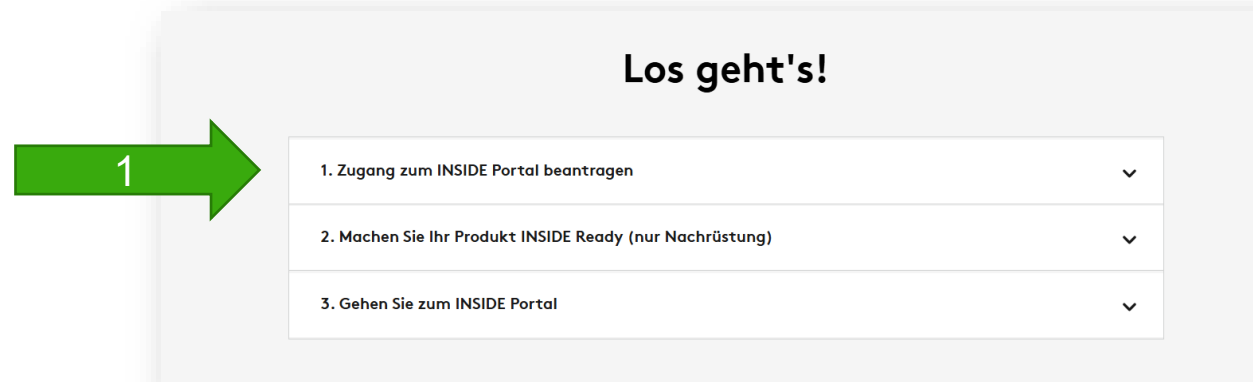 Los geht's!
1
1. Zugang zum INSIDE Portal beantragen
2. Machen Sie Ihr Produkt INSIDE Ready (nur Nachrüstung)
3. Gehen Sie zum INSIDE Portal